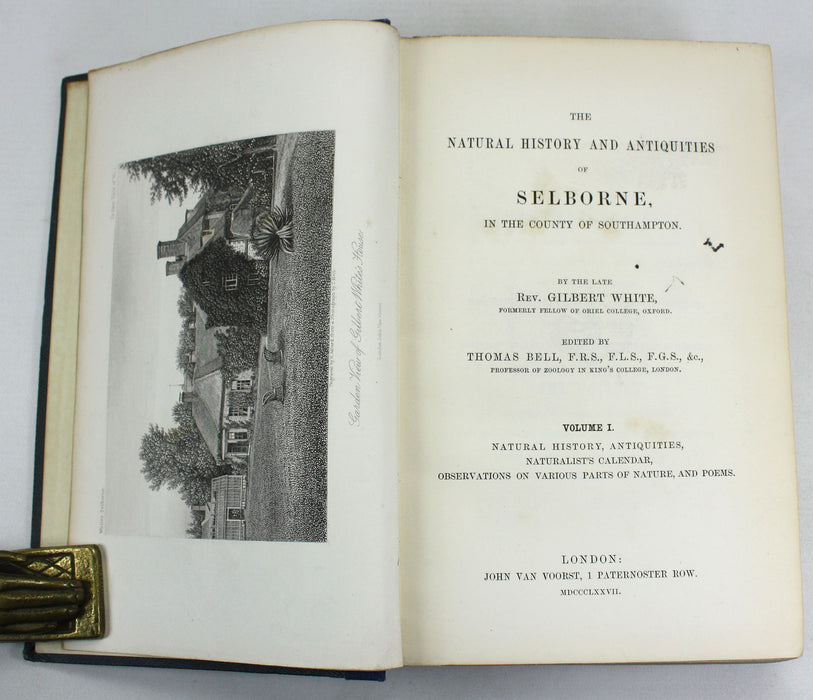 Garden View of Gilbert White's House
THE
NATURAL HISTORY AND ANTIQUITIES
OF
SELBORNE,
IN THE COUNTY OF SOUTHAMPTON.
BY THE LATE
REV. GILBERT WHITE,
FORMERLY FELLOW OF ORIEL COLLEGE, OXFORD.
EDITED BY
THOMAS BELL, F.R.S., F.L.S., F.G.S., &c.,
PROFESSOR OF ZOOLOGY IN KING'S COLLEGE, LONDON.
VOLUME I.
NATURAL HISTORY, ANTIQUITIES,
NATURALIST'S CALENDAR,
OBSERVATIONS ON VARIOUS PARTS OF NATURE, AND POEMS.
LONDON:
JOHN VAN VOORST, 1 PATERNOSTER ROW.
MDCCCLXXVII.